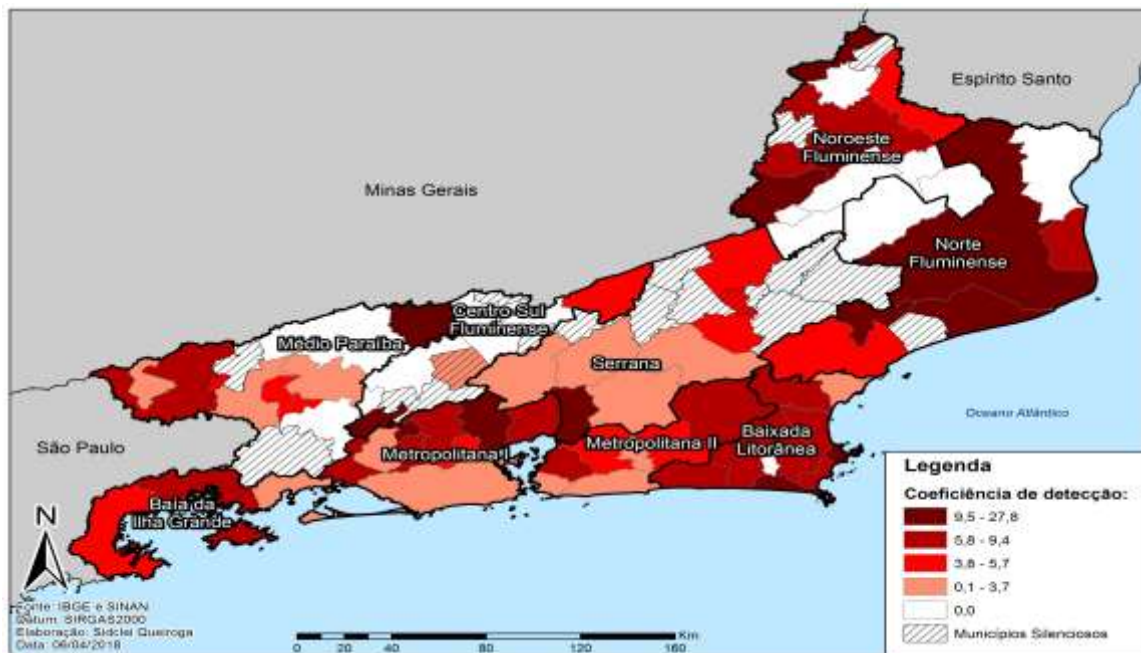 Espírito Santo
Noroeste
Fluminense
Minas Gerais
Norte
Fluminense
Centro Sul
Fluminense
Médio Paraíba
Serrana
Oceano Atlântico
São Paulo
Metropolitana I
Metropolitana II
Baixada
Litorânea
Baía da
Ilha Grande
N
Fonte: IBGE e SINAN
Datum: SIRGAS2000
Elaboração: Sidclei Queiroga
Data: 06/04/2018
0 20 40 80 120 160
Km
Legenda
Coeficiência de detecção:
9,5 - 27,8
5,8 - 9,4
3,8 - 5,7
0,1 - 3,7
0,0
Municípios Silenciosos